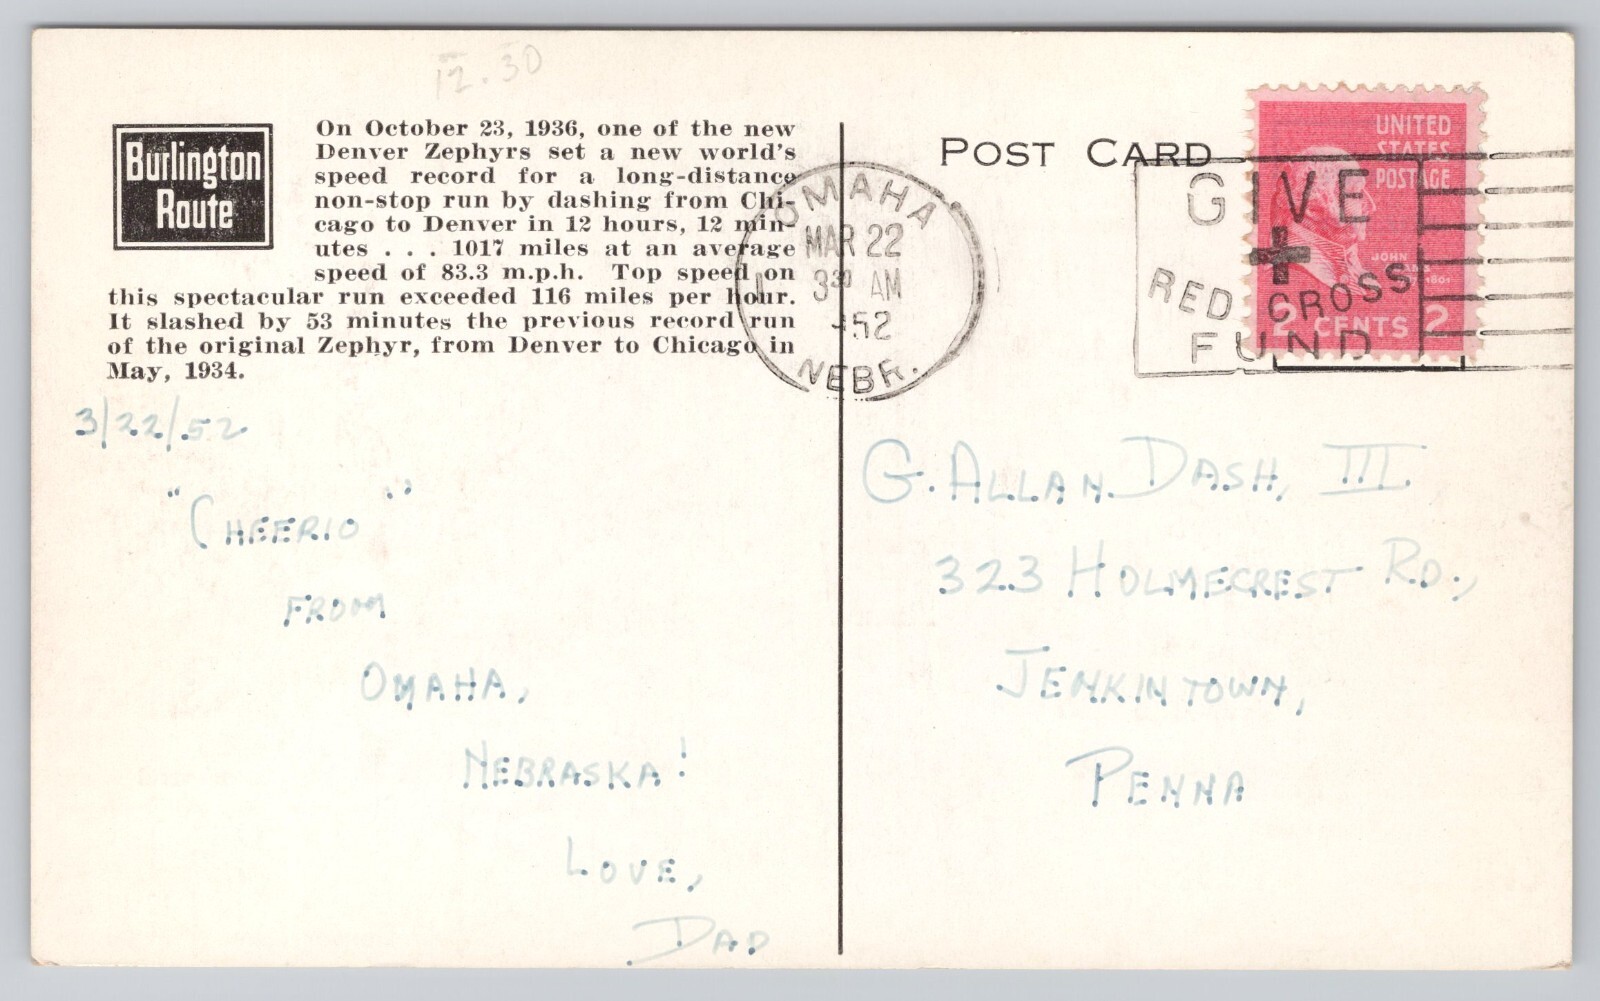 12.30
Burlington
Route
On October 23, 1936, one of the new
Denver Zephyrs set a new world's
speed record for a long-distance
non-stop run by dashing from Chi-
cago to Denver in 12 hours, 12 min-
utes . . . 1017 miles at an average
speed of 83.3 m.p.h. Top speed on
this spectacular run exceeded 116 miles per hour.
It slashed by 53 minutes the previous record run
of the original Zephyr, from Denver to Chicago in
May, 1934.
3/22/52
"CHEERIO"
FROM
OMAHA,
NEBRASKA!
LOVE,
DAD
POST CARD
OMAHA
MAR 22
3 30 AM
-52
NEBR.
GIVE
RED CROSS
FUND
UNITED
STATES
POSTAGE
JOHN
2 CENTS 2
G. ALLAN DASH, III.
323 HOLMECREST RD.,
JENKINTOWN,
PENNA